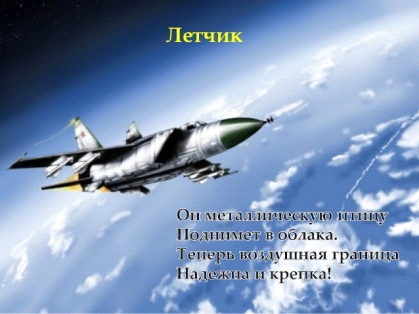 Летчик
Он металлическую птицу
Поднимет в облака.
Теперь воздушная граница
Надежна и крепка!